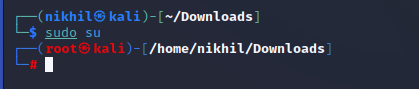 ┌──(nikhil㉿kali)-[~/Downloads]
└─$ sudo su
┌──(root㉿kali)-[/home/nikhil/Downloads]
└─#